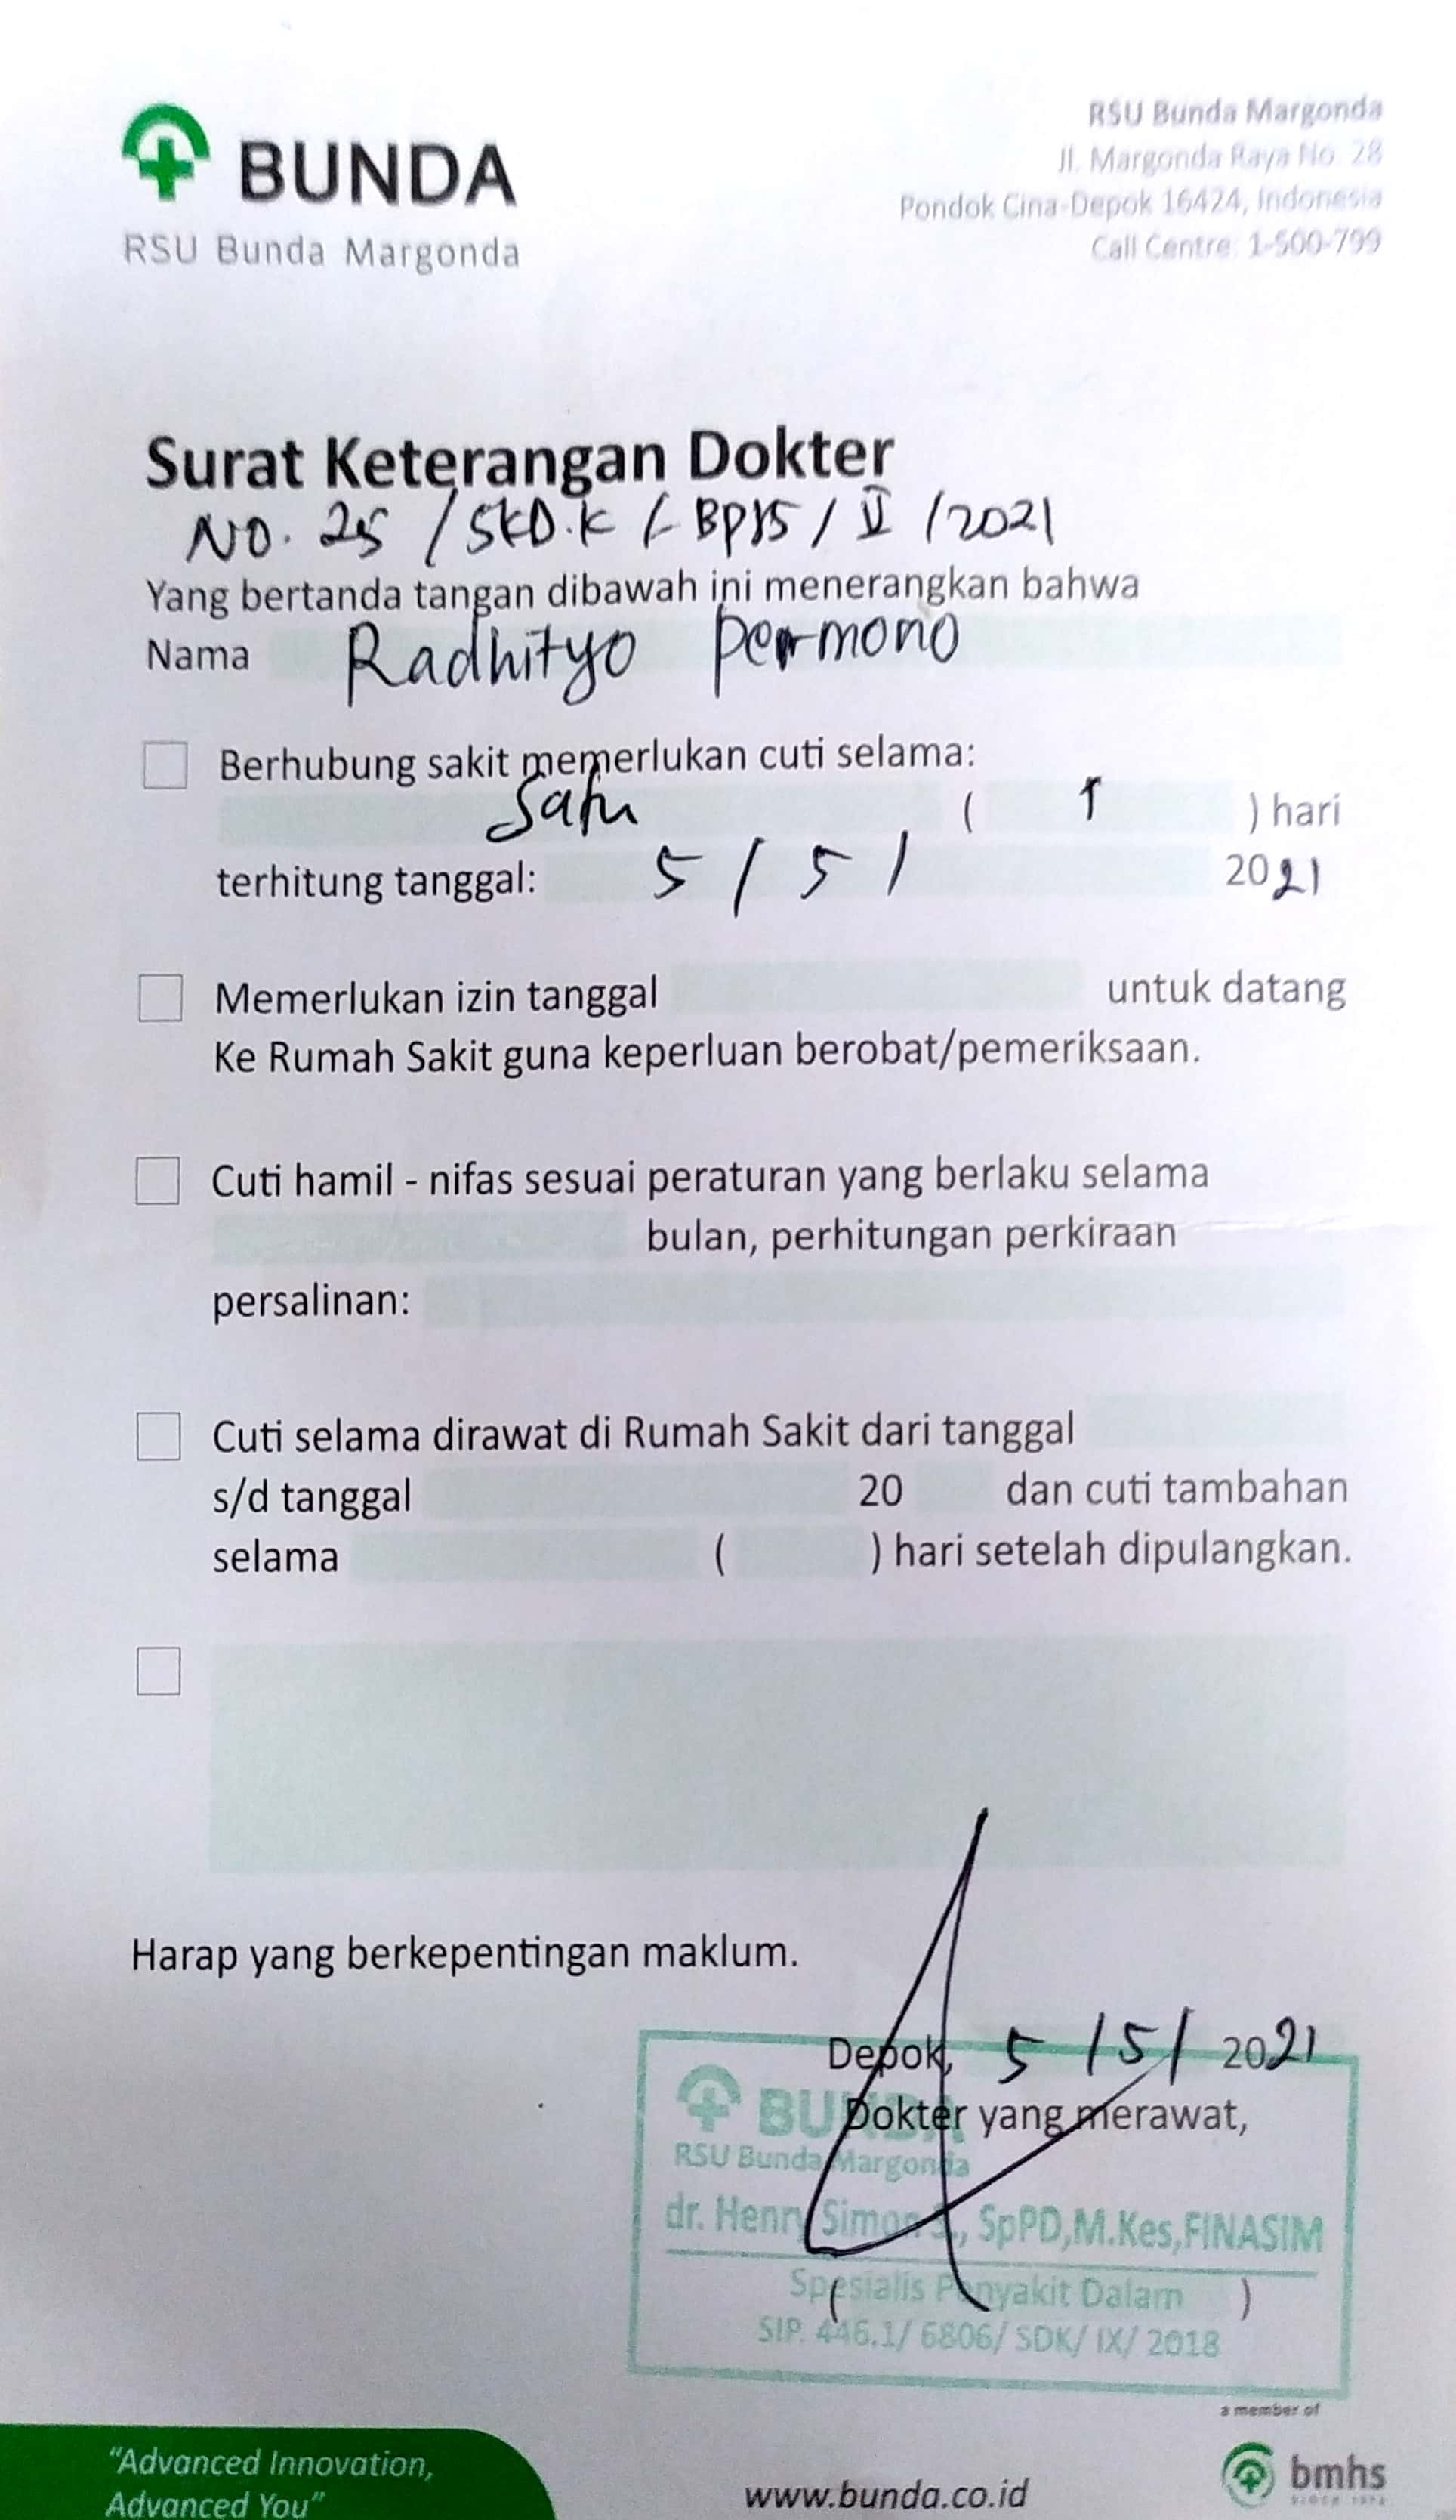 BUNDA
RSU Bunda Margonda
RSU Bunda Margonda
Jl. Margonda Raya No. 28
Pondok Cina-Depok 16424, Indonesia
Call Centre: 1-500-799
Surat Keterangan Dokter
NO. 25 / SKD.K / BPJS / V / 2021
Yang bertanda tangan dibawah ini menerangkan bahwa
Nama Radhityo Permono
Berhubung sakit memerlukan cuti selama:
Satu ( 1 ) hari
terhitung tanggal: 5 / 5 / 2021
Memerlukan izin tanggal untuk datang
Ke Rumah Sakit guna keperluan berobat/pemeriksaan.
Cuti hamil - nifas sesuai peraturan yang berlaku selama
bulan, perhitungan perkiraan
persalinan:
Cuti selama dirawat di Rumah Sakit dari tanggal
s/d tanggal 20 dan cuti tambahan
selama ( ) hari setelah dipulangkan.
Harap yang berkepentingan maklum.
Depok, 5 / 5 / 2021
Dokter yang merawat,
BUNDA
RSU Bunda Margonda
dr. Henry Simon S., SpPD,M.Kes,FINASIM
Spesialis Penyakit Dalam
( )
SIP. 446.1/ 6806/ SDK/ IX/ 2018
a member of
bmhs
"Advanced Innovation,
Advanced You"
www.bunda.co.id